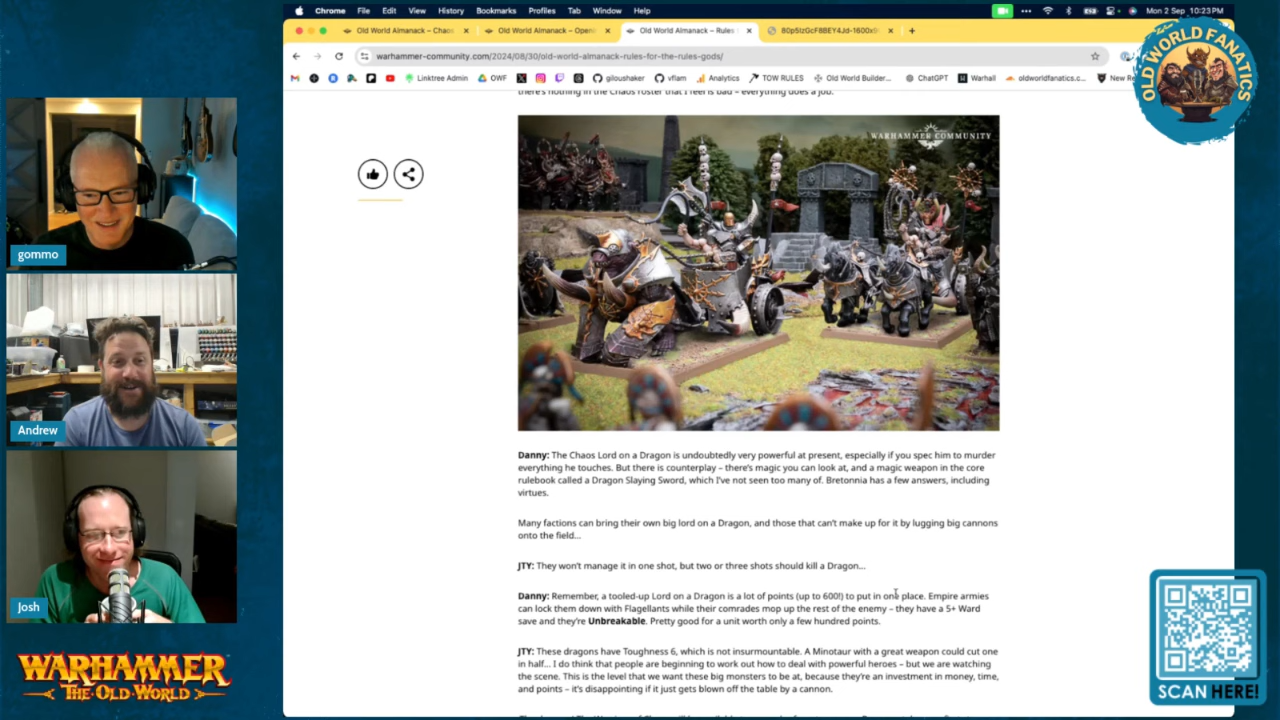 Chrome File Edit View History Bookmarks Profiles Tab Window Help
Mon 2 Sep 10:23 PM
Old World Almanack – Chaos
Old World Almanack – Open
Old World Almanack – Rules
80pSIzGcF8BEY4Jd-1600x
warhammer-community.com/2024/08/30/old-world-almanack-rules-for-the-rules-gods/
Linktree Admin
OWF
giloushaker
vflam
Analytics
TOW RULES
Old World Builder...
ChatGPT
Warhall
oldworldfanatics.c...
New Re
OLD WORLD FANATICS
there's nothing in the Chaos roster that I feel is bad – everything does a job.
WARHAMMER COMMUNITY
gommo
Andrew
Josh
Danny: The Chaos Lord on a Dragon is undoubtedly very powerful at present, especially if you spec him to murder
everything he touches. But there is counterplay – there's magic you can look at, and a magic weapon in the core
rulebook called a Dragon Slaying Sword, which I've not seen too many of. Bretonnia has a few answers, including
virtues.
Many factions can bring their own big lord on a Dragon, and those that can't make up for it by lugging big cannons
onto the field...
JTY: They won't manage it in one shot, but two or three shots should kill a Dragon...
Danny: Remember, a tooled-up Lord on a Dragon is a lot of points (up to 600!) to put in one place. Empire armies
can lock them down with Flagellants while their comrades mop up the rest of the enemy – they have a 5+ Ward
save and they're Unbreakable. Pretty good for a unit worth only a few hundred points.
JTY: These dragons have Toughness 6, which is not insurmountable. A Minotaur with a great weapon could cut one
in half... I do think that people are beginning to work out how to deal with powerful heroes – but we are watching
the scene. This is the level that we want these big monsters to be at, because they're an investment in money, time,
and points – it's disappointing if it just gets blown off the table by a cannon.
WARHAMMER
THE OLD WORLD
SCAN HERE!